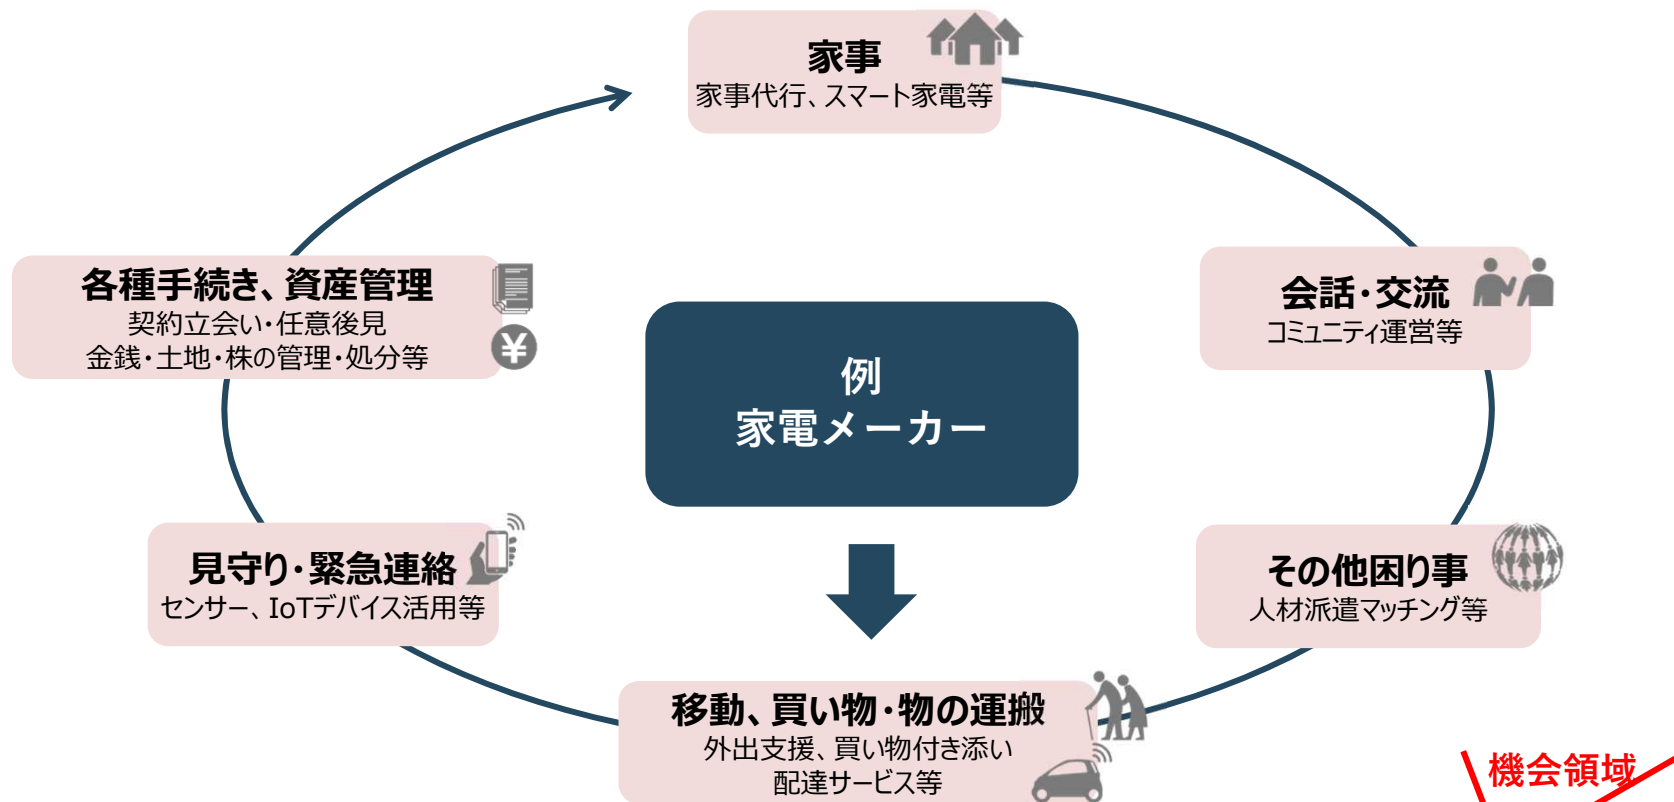 家事
家事代行、スマート家電等
会話・交流
コミュニティ運営等
その他困り事
人材派遣マッチング等
移動、買い物・物の運搬
外出支援、買い物付き添い
配達サービス等
見守り・緊急連絡
センサー、IoTデバイス活用等
各種手続き、資産管理
契約立会い・任意後見
金銭・土地・株の管理・処分等
¥
例
家電メーカー
機会領域